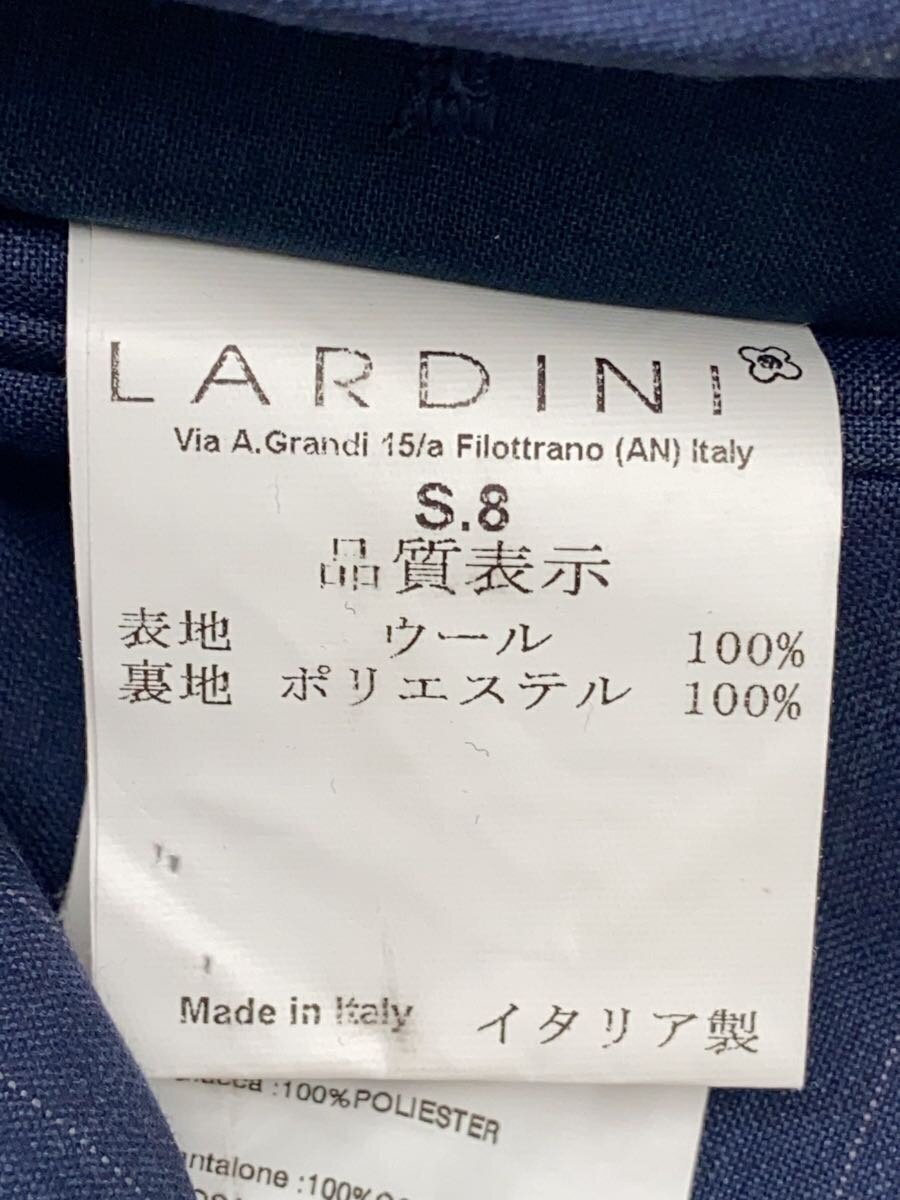 LARDINI
Via A.Grandi 15/a Filottrano (AN) Italy
S.8
品質表示
表地 ウール 100%
裏地 ポリエステル 100%
Made in Italy イタリア製
:100%POLIESTER
:100%